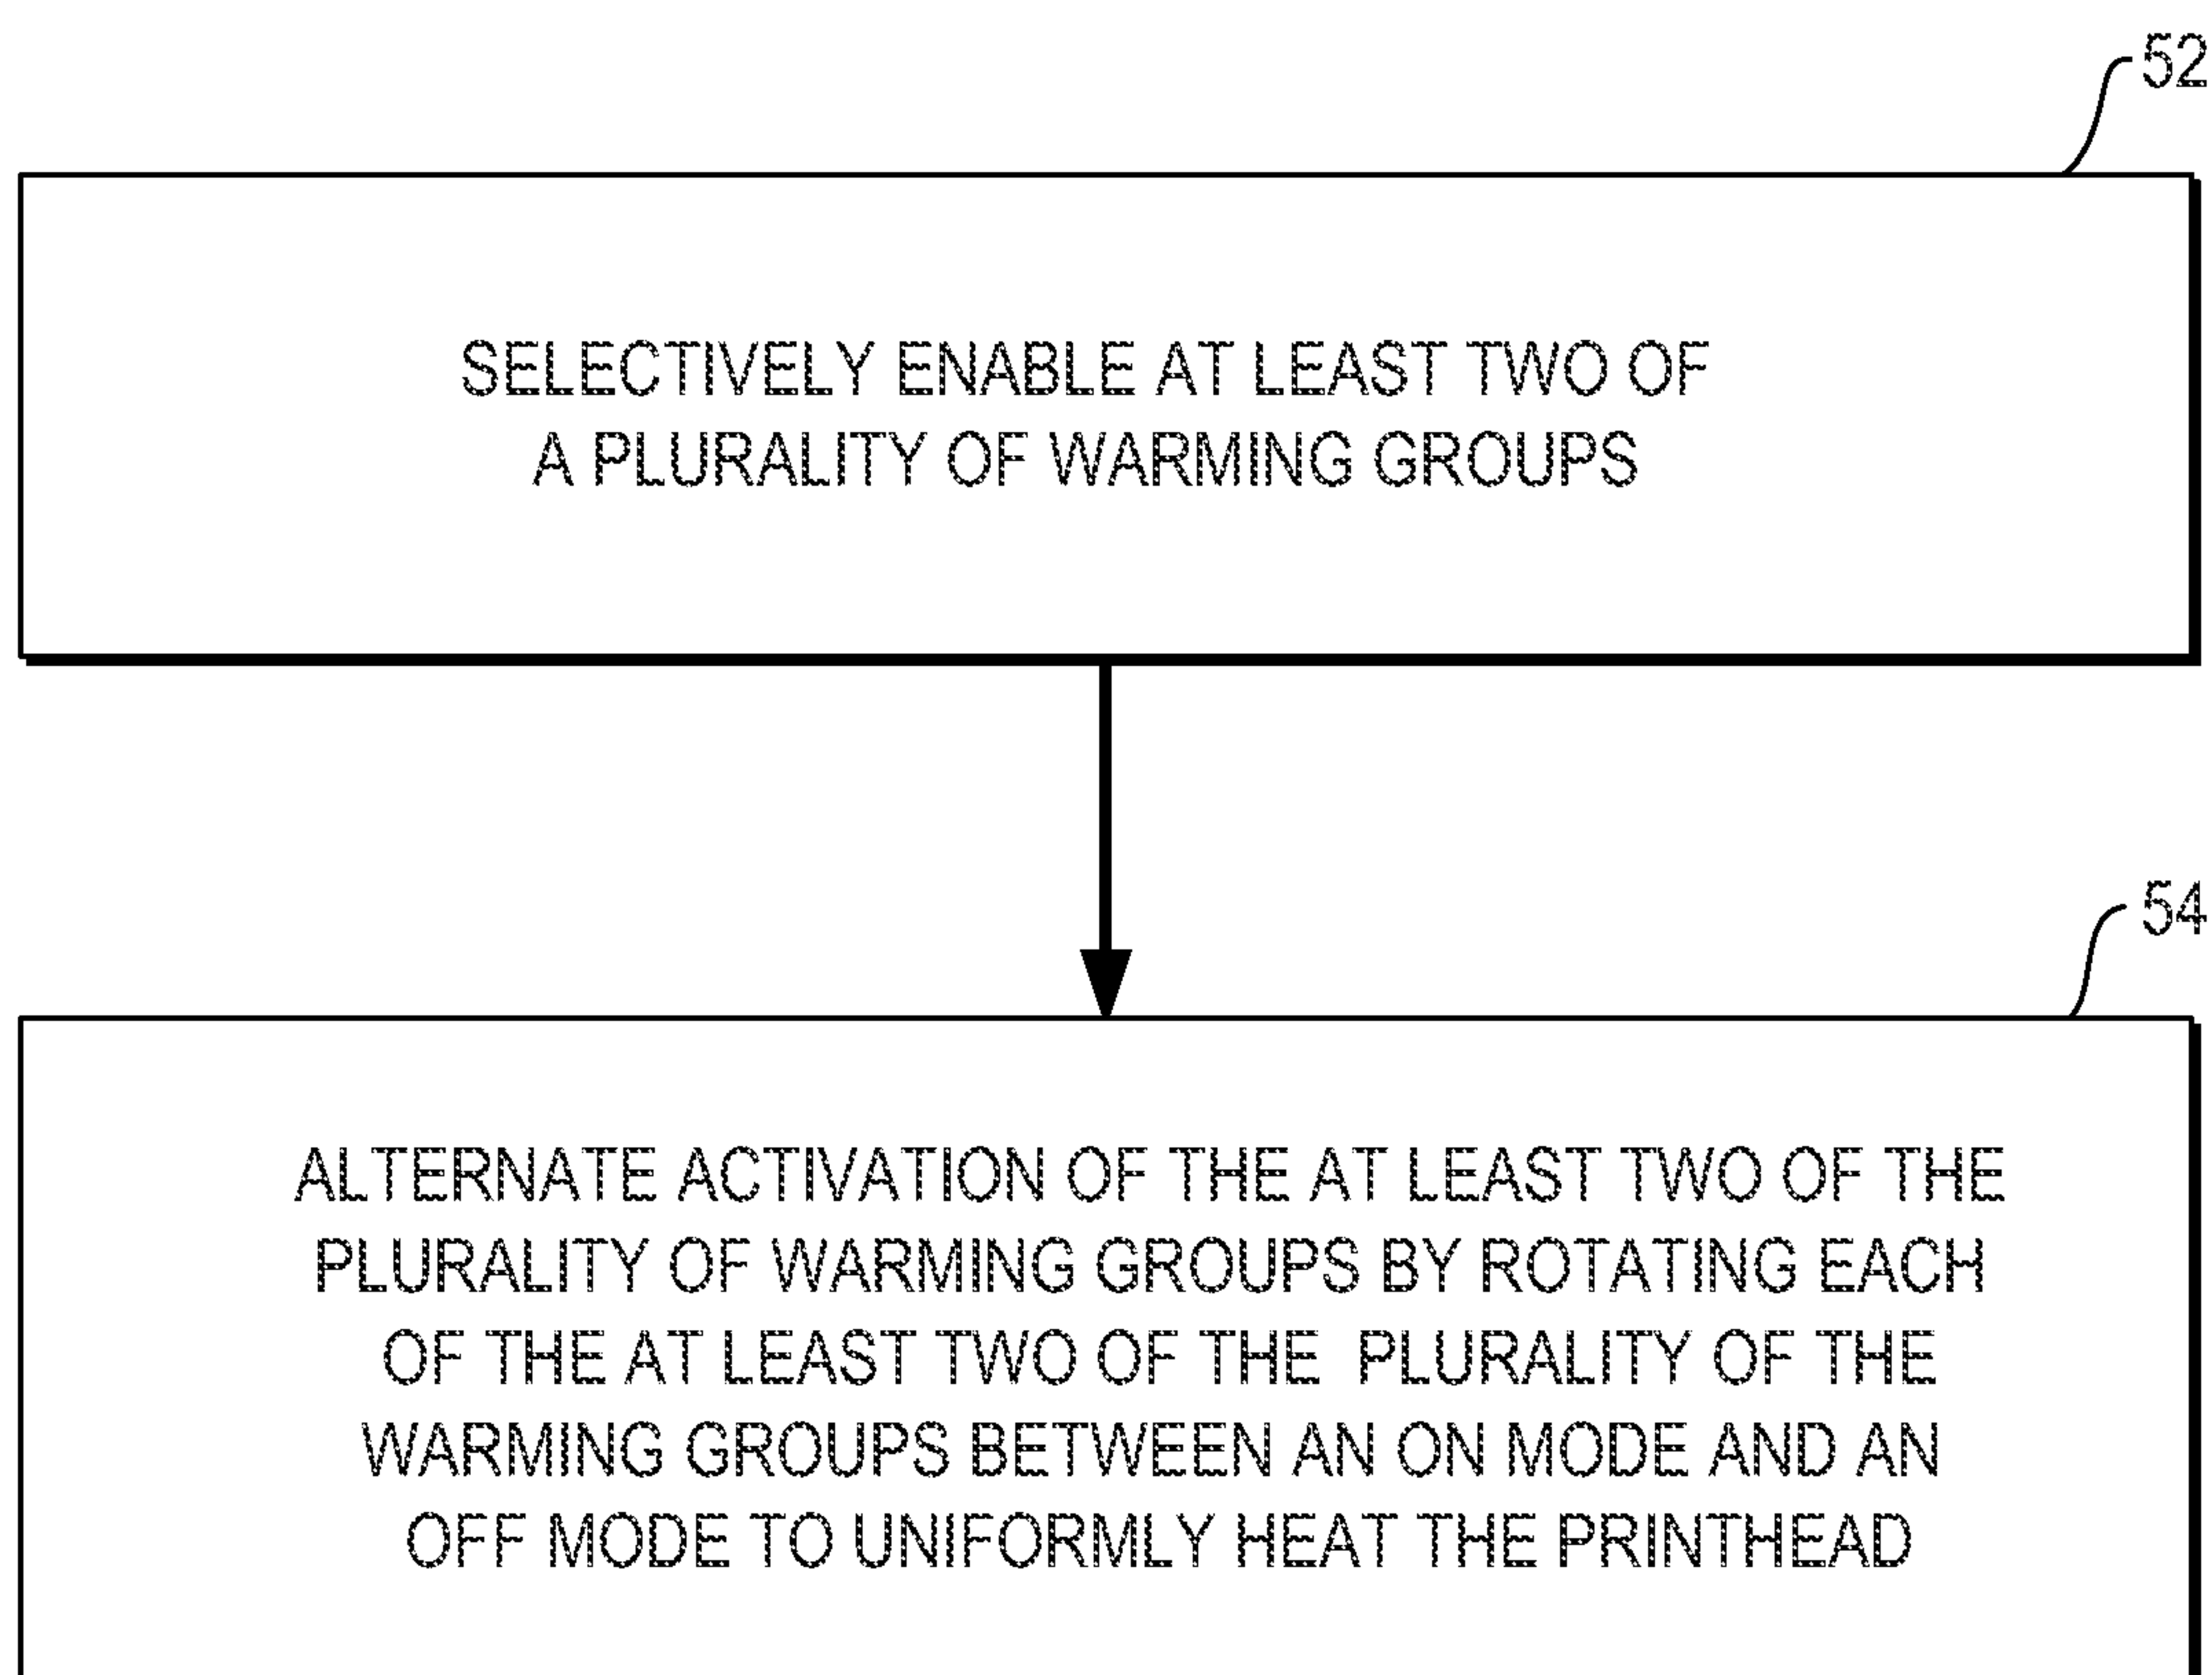 52
SELECTIVELY ENABLE AT LEAST TWO OF
A PLURALITY OF WARMING GROUPS
54
ALTERNATE ACTIVATION OF THE AT LEAST TWO OF THE
PLURALITY OF WARMING GROUPS BY ROTATING EACH
OF THE AT LEAST TWO OF THE PLURALITY OF THE
WARMING GROUPS BETWEEN AN ON MODE AND AN
OFF MODE TO UNIFORMLY HEAT THE PRINTHEAD